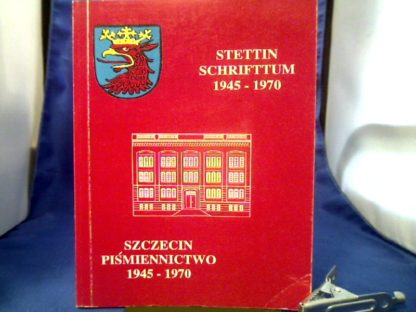 STETTIN
SCHRIFTTUM
1945 - 1970
SZCZECIN
PIŚMIENNICTWO
1945 - 1970